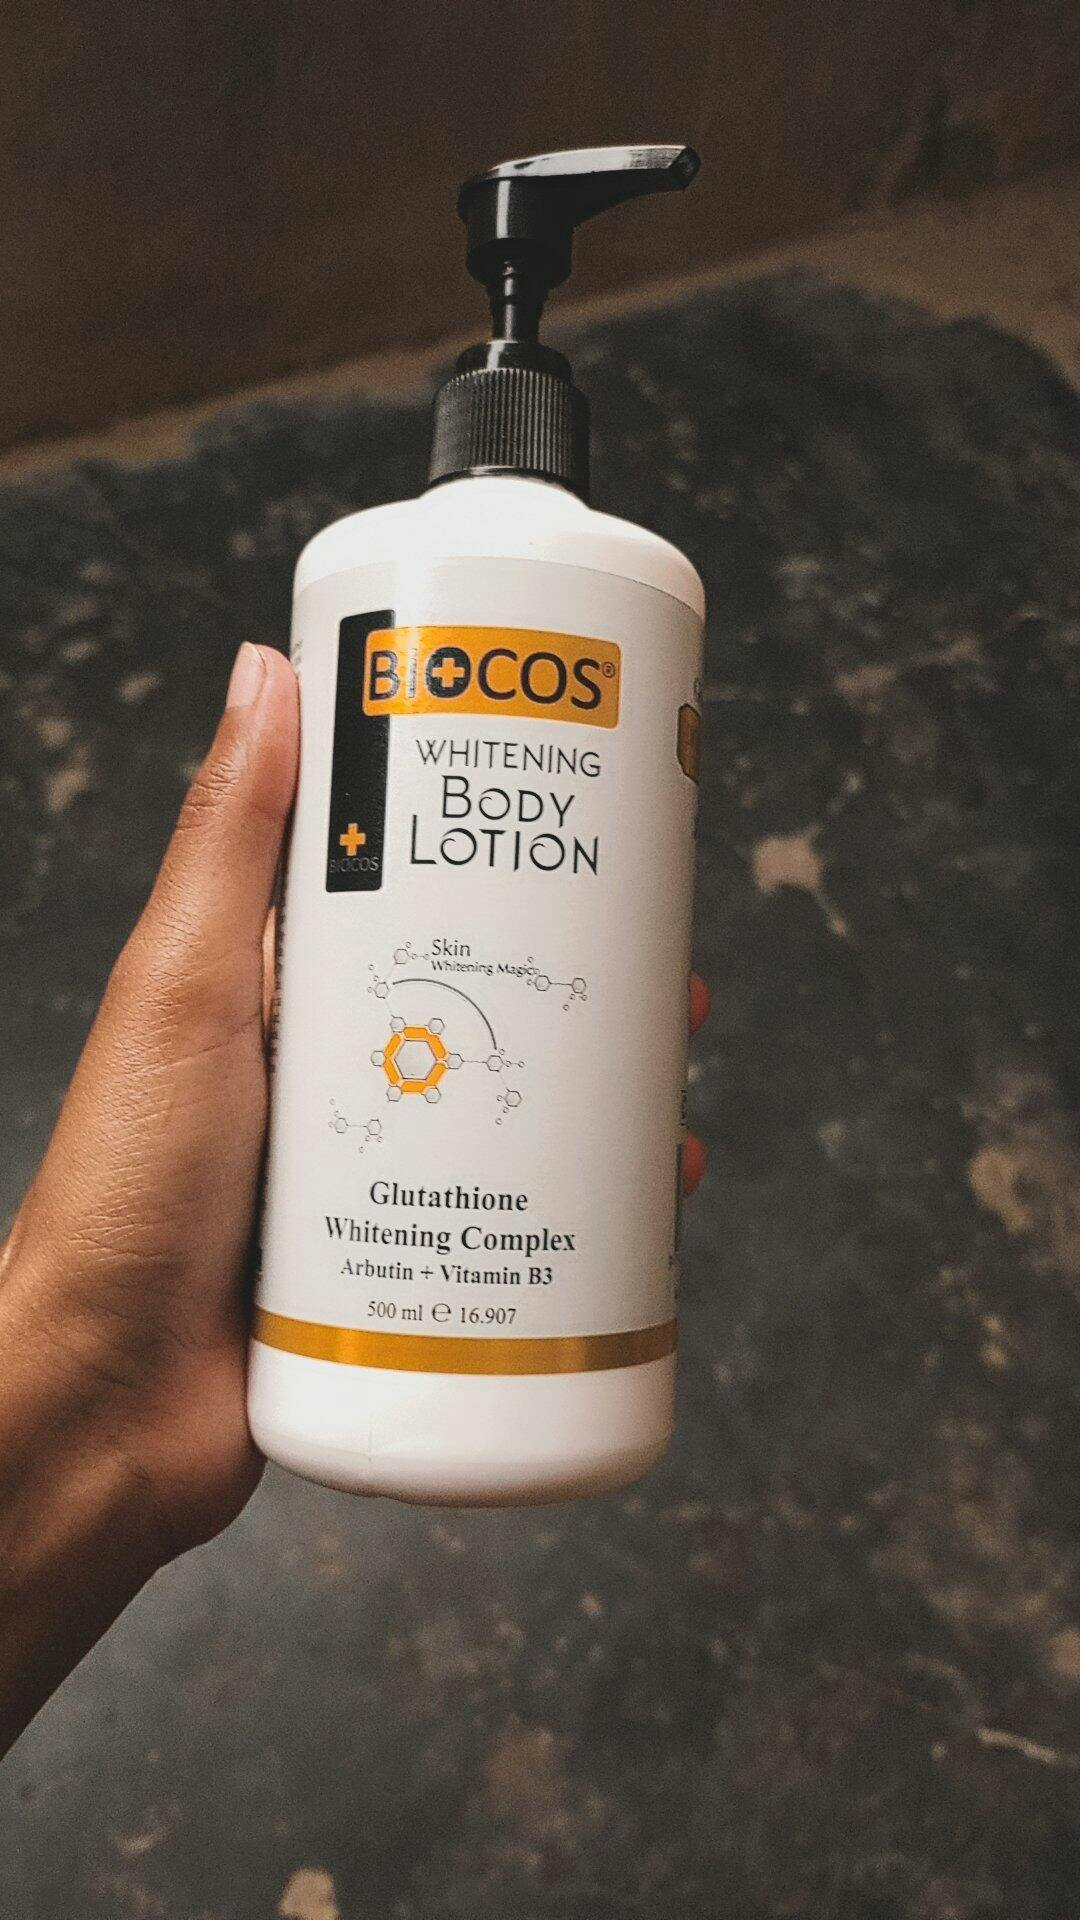 BIOCOS®
WHITENING
BODY
LOTION
BIOCOS
Skin
Whitening Magic
Glutathione
Whitening Complex
Arbutin + Vitamin B3
500 ml ℮ 16.907